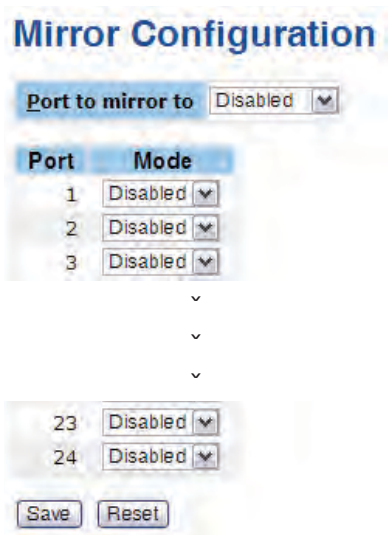 Mirror Configuration
Port to mirror to Disabled
Port Mode
1 Disabled
2 Disabled
3 Disabled
23 Disabled
24 Disabled
Save Reset